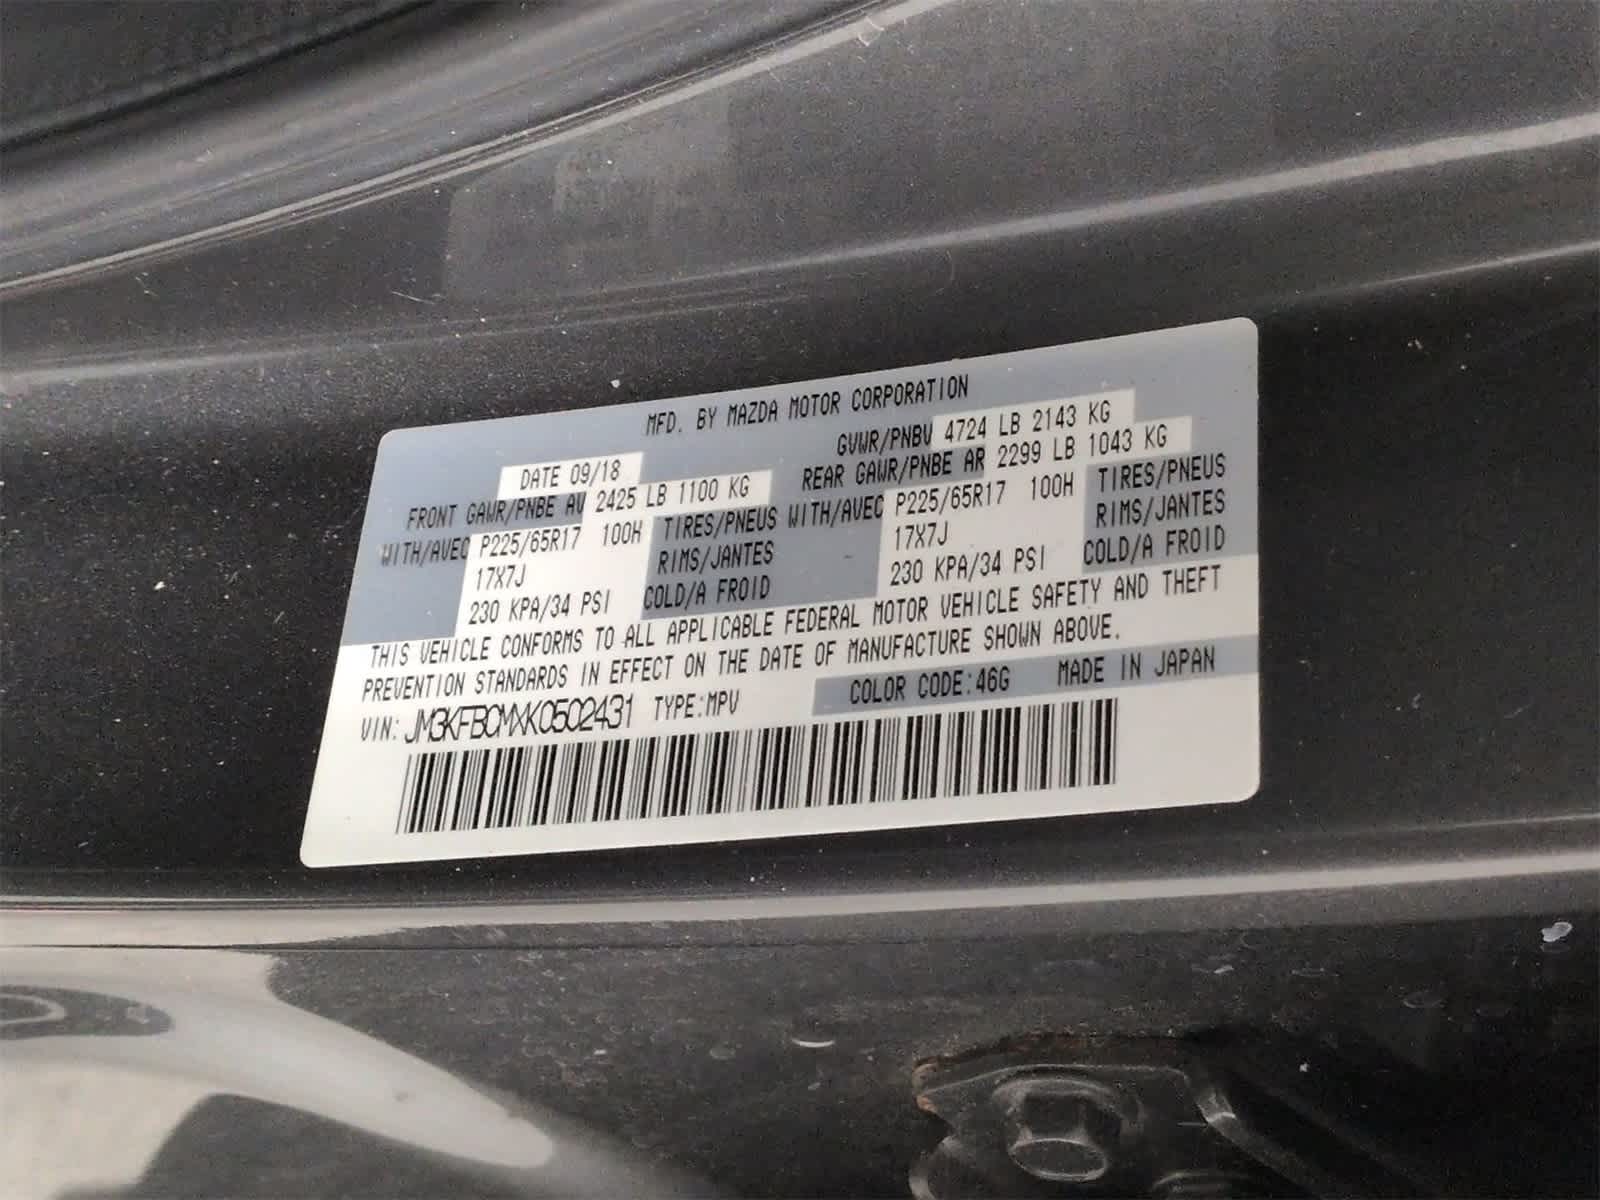 MFD. BY MAZDA MOTOR CORPORATION
DATE 09/18 GVWR/PNBV 4724 LB 2143 KG
FRONT GAWR/PNBE AV 2425 LB 1100 KG REAR GAWR/PNBE AR 2299 LB 1043 KG
WITH/AVEC P225/65R17 100H TIRES/PNEUS WITH/AVEC P225/65R17 100H TIRES/PNEUS
17X7J RIMS/JANTES 17X7J RIMS/JANTES
230 KPA/34 PSI COLD/A FROID 230 KPA/34 PSI COLD/A FROID
THIS VEHICLE CONFORMS TO ALL APPLICABLE FEDERAL MOTOR VEHICLE SAFETY AND THEFT
PREVENTION STANDARDS IN EFFECT ON THE DATE OF MANUFACTURE SHOWN ABOVE.
VIN: JM3KFBCMXK0502431 TYPE:MPV COLOR CODE:46G MADE IN JAPAN